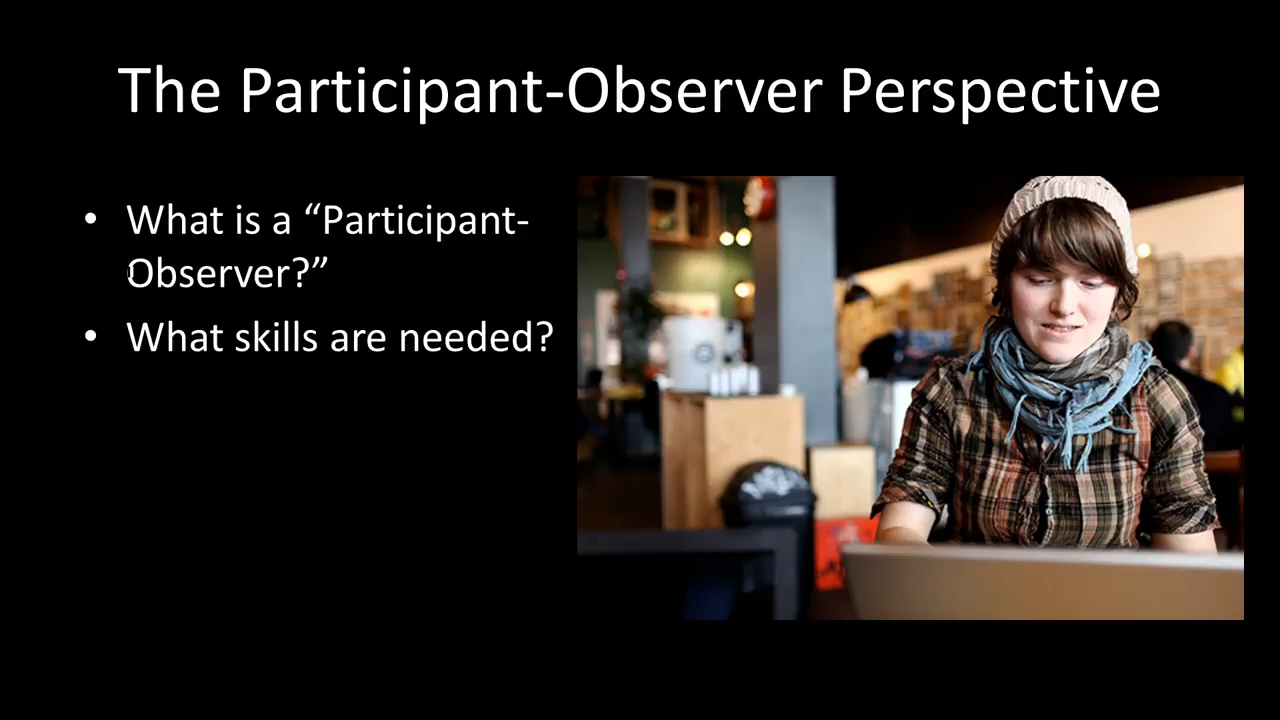 The Participant-Observer Perspective
• What is a “Participant-
Observer?”
• What skills are needed?